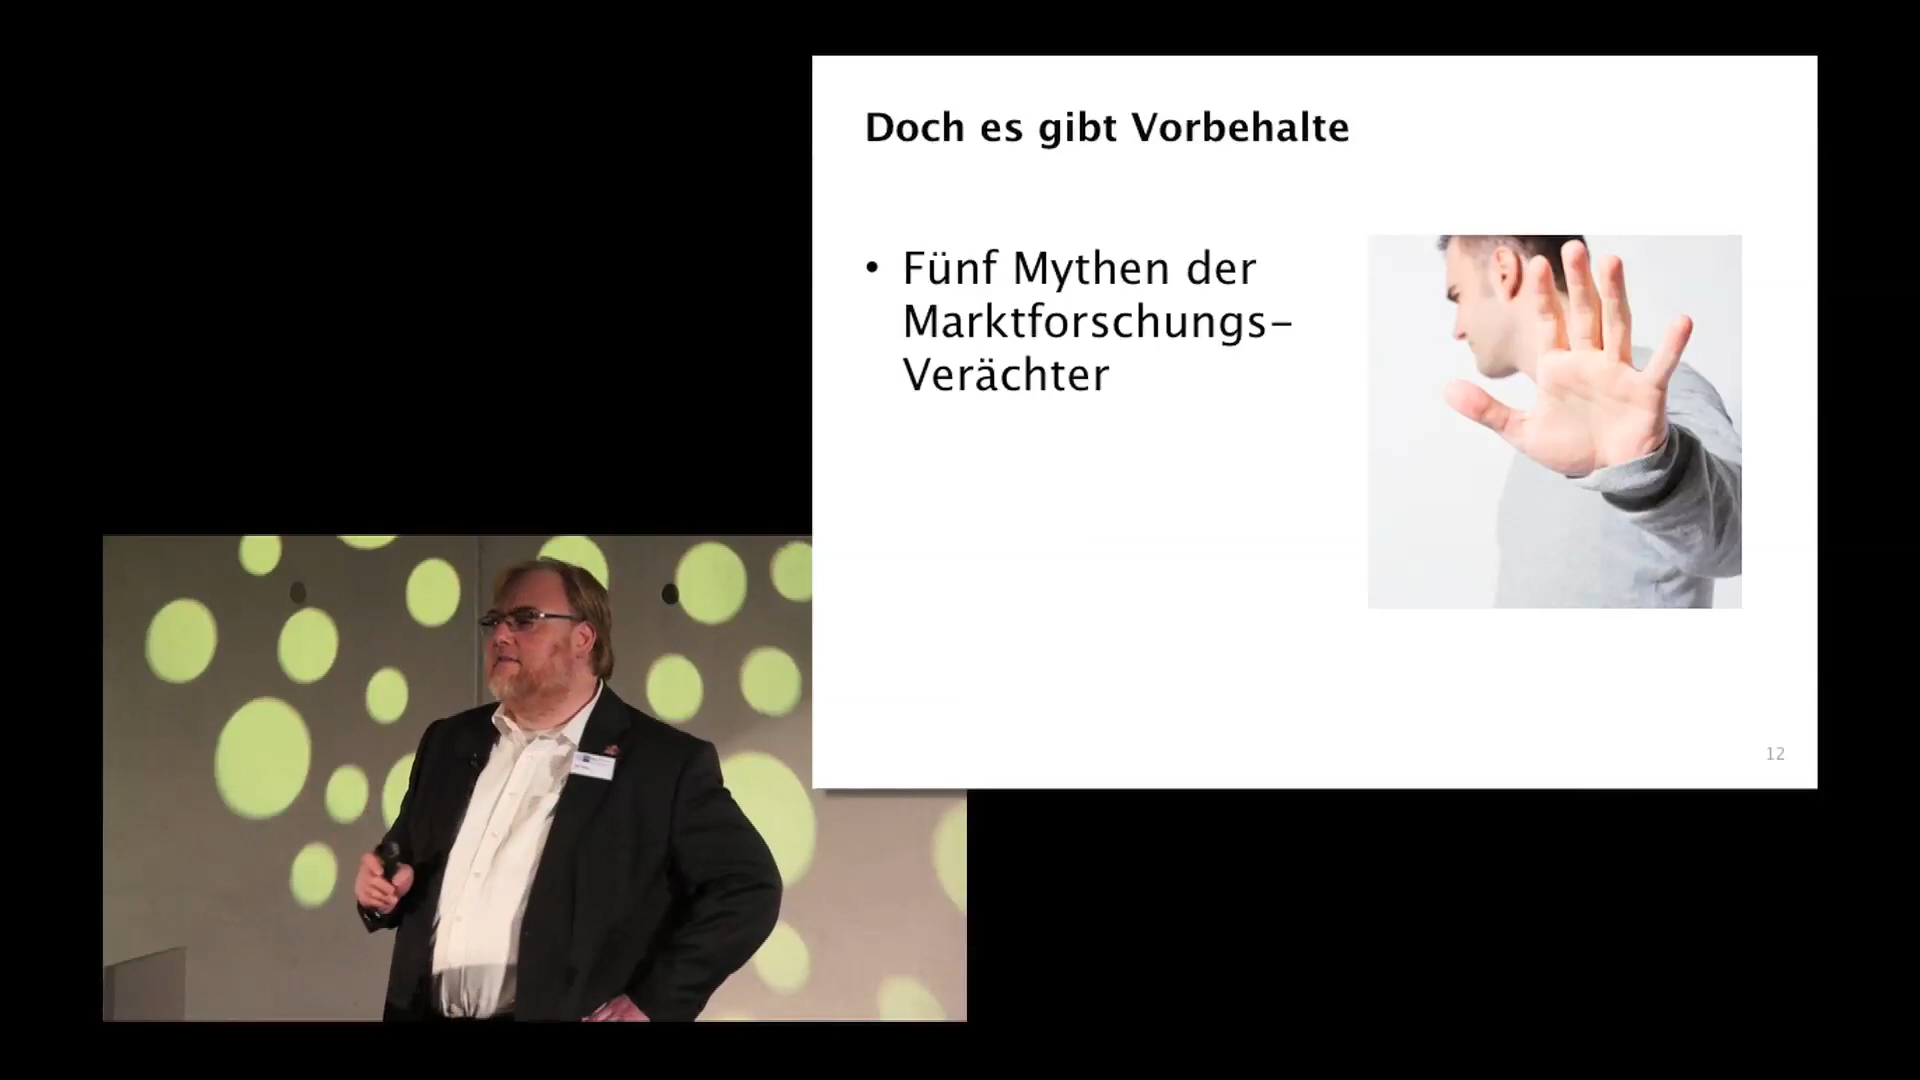 Doch es gibt Vorbehalte
• Fünf Mythen der
Marktforschungs-
Verächter
12